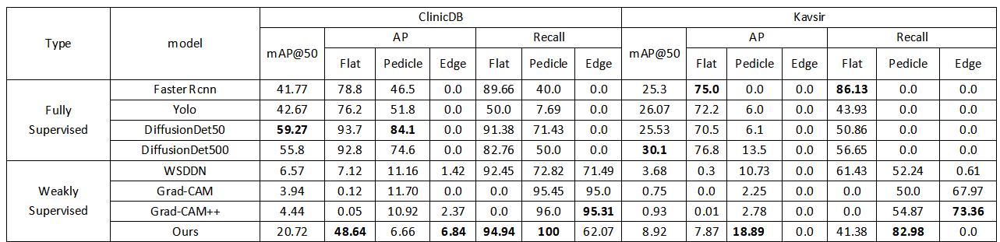 Type model ClinicDB Kavsir
mAP@50 AP Recall mAP@50 AP Recall
Flat Pedicle Edge Flat Pedicle Edge Flat Pedicle Edge Flat Pedicle Edge
Fully Supervised
FasterRcnn 41.77 78.8 46.5 0.0 89.66 40.0 0.0 25.3 75.0 0.0 0.0 86.13 0.0 0.0
Yolo 42.67 76.2 51.8 0.0 50.0 7.69 0.0 26.07 72.2 6.0 0.0 43.93 0.0 0.0
DiffusionDet50 59.27 93.7 84.1 0.0 91.38 71.43 0.0 25.53 70.5 6.1 0.0 50.86 0.0 0.0
DiffusionDet500 55.8 92.8 74.6 0.0 82.76 50.0 0.0 30.1 76.8 13.5 0.0 56.65 0.0 0.0
Weakly Supervised
WSDDN 6.57 7.12 11.16 1.42 92.45 72.82 71.49 3.68 0.3 10.73 0.0 61.43 52.24 0.61
Grad-CAM 3.94 0.12 11.70 0.0 0.0 95.45 95.0 0.75 0.0 2.25 0.0 0.0 50.0 67.97
Grad-CAM++ 4.44 0.05 10.92 2.37 0.0 96.0 95.31 0.93 0.01 2.78 0.0 0.0 54.87 73.36
Ours 20.72 48.64 6.66 6.84 94.94 100 62.07 8.92 7.87 18.89 0.0 41.38 82.98 0.0